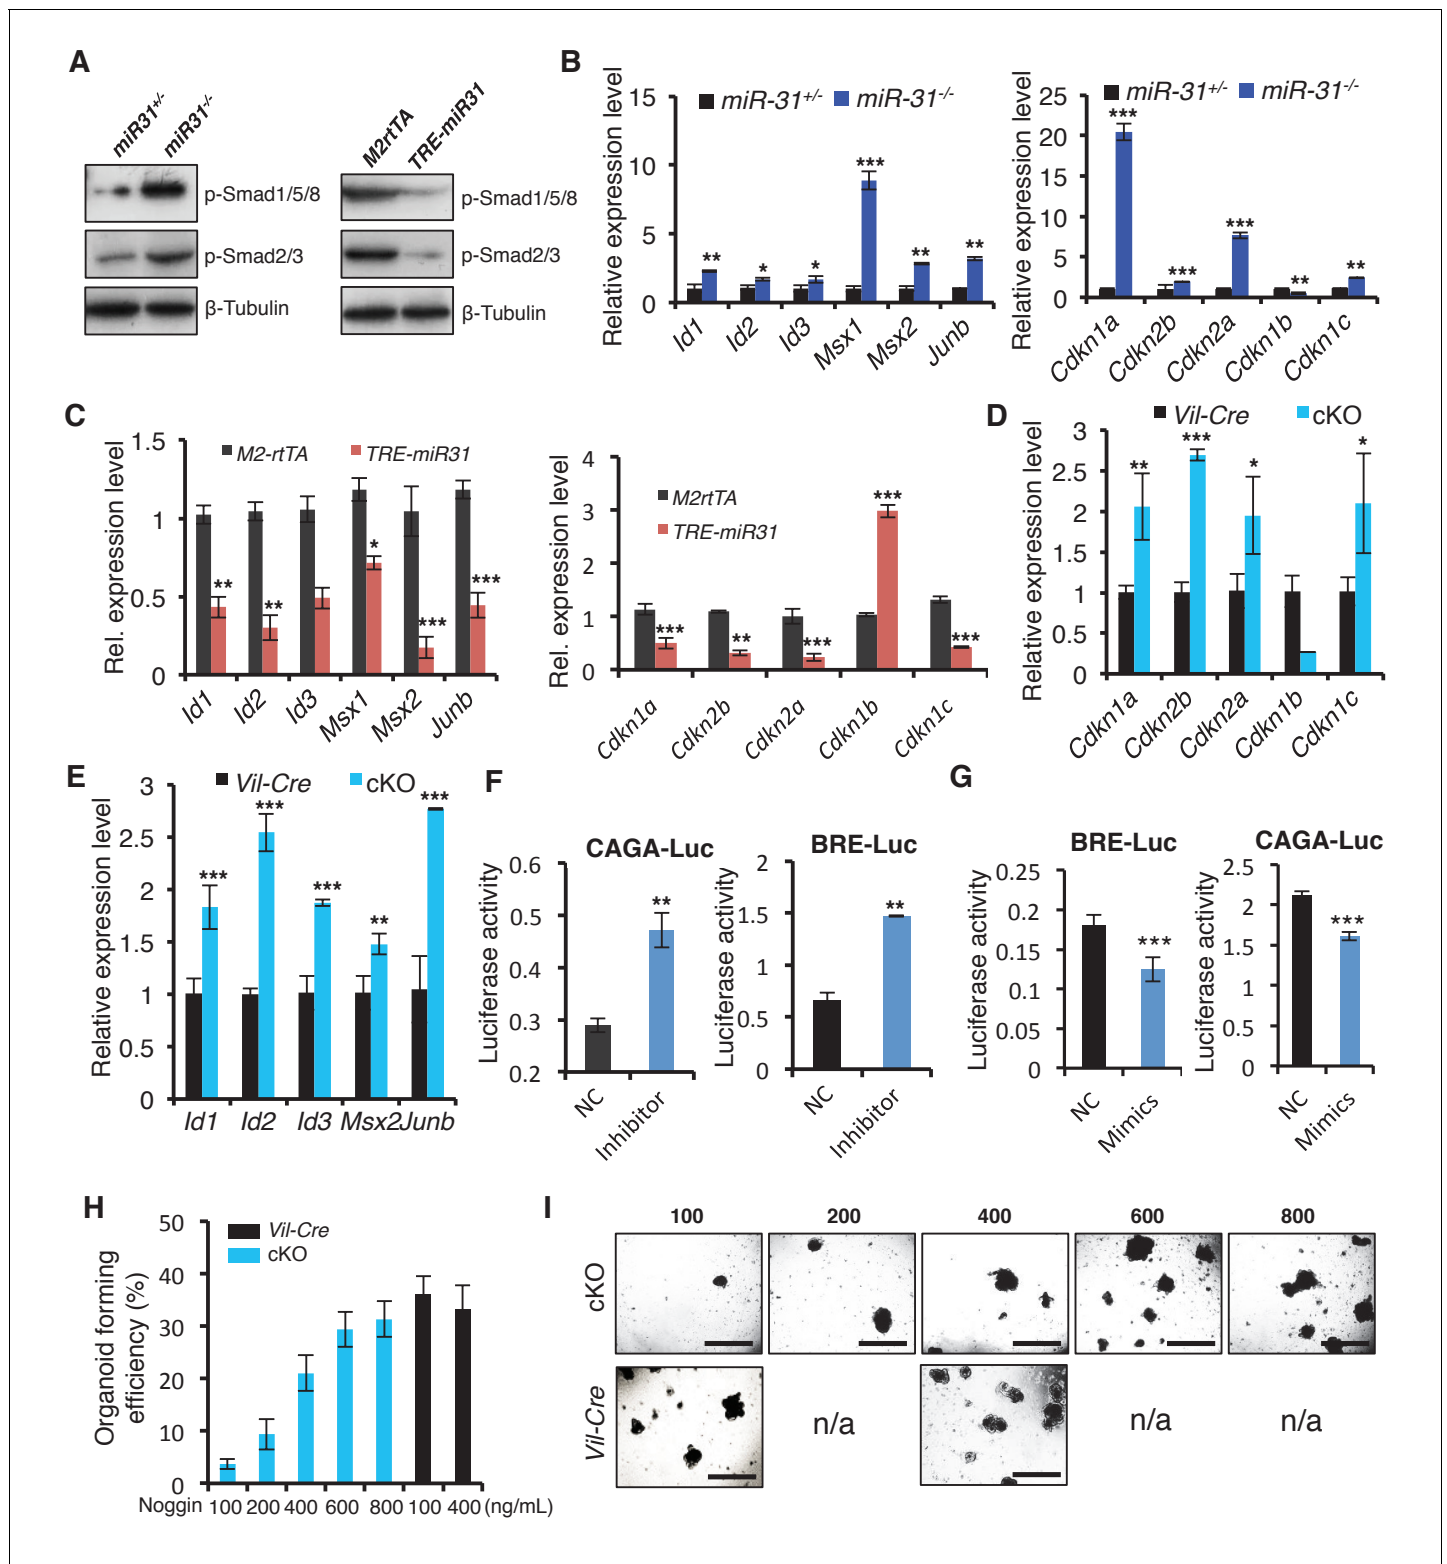 A
miR31+/-
miR31-/-
p-Smad1/5/8
p-Smad2/3
β-Tubulin
M2rtTA
TRE-miR31
p-Smad1/5/8
p-Smad2/3
β-Tubulin
B
Relative expression level
miR-31+/- miR-31-/-
15
10
5
0
** * * *** ** **
Id1 Id2 Id3 Msx1 Msx2 Junb
Relative expression level
miR-31+/- miR-31-/-
25
20
15
10
5
0
*** *** *** ** **
Cdkn1a Cdkn2b Cdkn2a Cdkn1b Cdkn1c
C
Rel. expression level
M2-rtTA TRE-miR31
1.5
1
0.5
0
** ** * *** ***
Id1 Id2 Id3 Msx1 Msx2 Junb
Rel. expression level
M2rtTA
TRE-miR31
4
3
2
1
0
*** ** *** *** ***
Cdkn1a Cdkn2b Cdkn2a Cdkn1b Cdkn1c
D
Relative expression level
Vil-Cre cKO
3
2.5
2
1.5
1
0.5
0
** *** * *
Cdkn1a Cdkn2b Cdkn2a Cdkn1b Cdkn1c
E
Relative expression level
Vil-Cre cKO
3
2.5
2
1.5
1
0.5
0
*** *** *** ** ***
Id1 Id2 Id3 Msx2 Junb
F
CAGA-Luc
Luciferase activity
0.6
0.5
0.4
0.3
0.2
**
NC Inhibitor
BRE-Luc
Luciferase activity
2
1.5
1
0.5
0
**
NC Inhibitor
G
BRE-Luc
Luciferase activity
0.25
0.2
0.15
0.1
0.05
0
***
NC Mimics
CAGA-Luc
Luciferase activity
2.5
2
1.5
1
0.5
0
***
NC Mimics
H
Organoid forming
efficiency (%)
Vil-Cre
cKO
50
40
30
20
10
0
Noggin 100 200 400 600 800 100 400 (ng/mL)
I
100 200 400 600 800
cKO
Vil-Cre
n/a n/a n/a